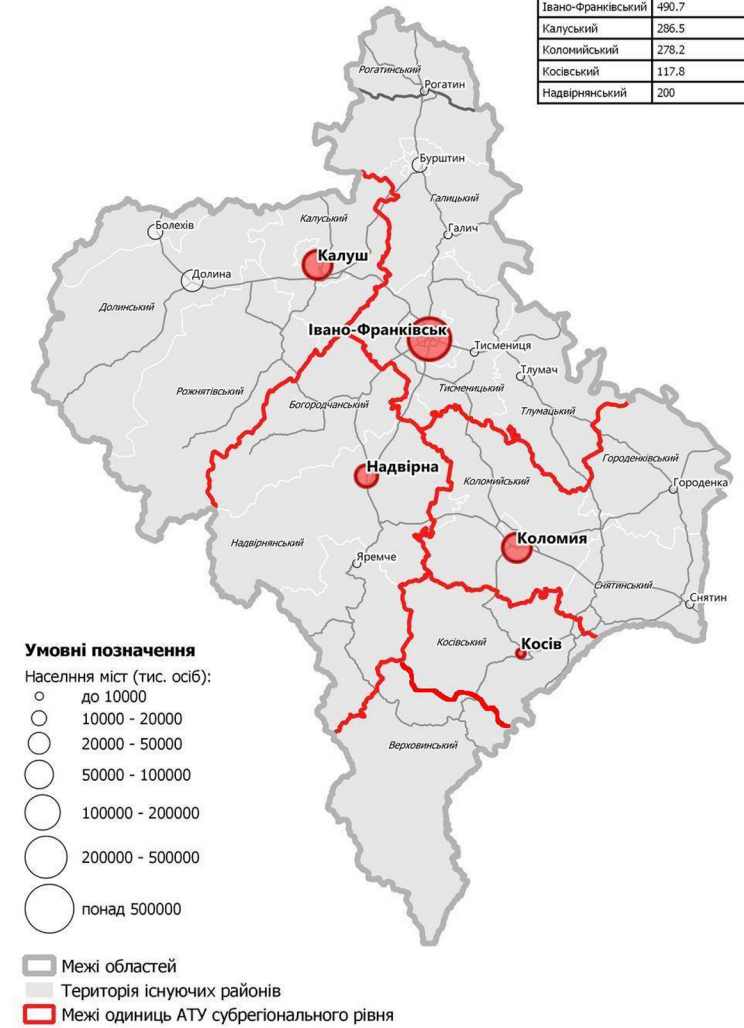 Івано-Франківський 490.7
Калуський 286.5
Коломийський 278.2
Косівський 117.8
Надвірнянський 200
Рогатинський
Рогатин
Бурштин
Галицький
Калуський
Болехів
Галич
Калуш
Долина
Долинський
Івано-Франківськ
Тисмениця
Тлумач
Рожнятівський
Тисменицький
Богородчанський
Тлумацький
Городенківський
Надвірна
Коломийський
Городенка
Коломия
Надвірнянський
Яремче
Снятинський
Снятин
Косівський
Косів
Умовні позначення
Населння міст (тис. осіб):
до 10000
10000 - 20000
20000 - 50000
Верховинський
50000 - 100000
100000 - 200000
200000 - 500000
понад 500000
Межі областей
Територія існуючих районів
Межі одиниць АТУ субрегіонального рівня